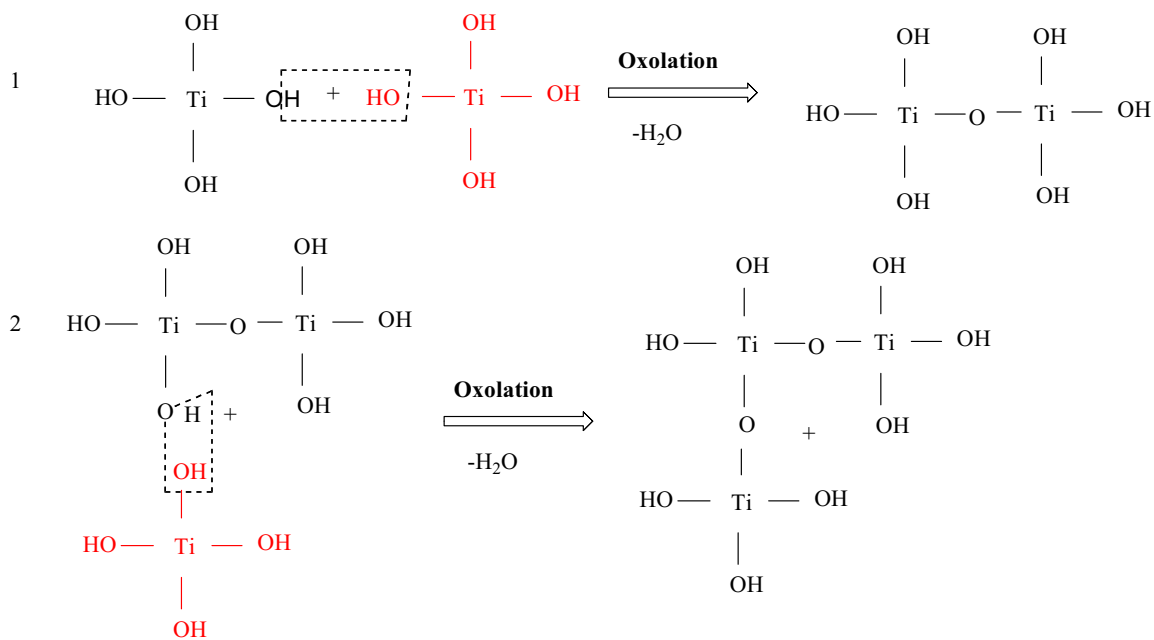 OH OH OH OH
1 HO Ti OH + HO Ti OH Oxolation HO Ti O Ti OH
-H₂O
OH OH OH OH
OH OH OH OH
2 HO Ti O Ti OH HO Ti O Ti OH
Oxolation
OH + OH O + OH
-H₂O
OH
HO Ti OH HO Ti OH
OH OH